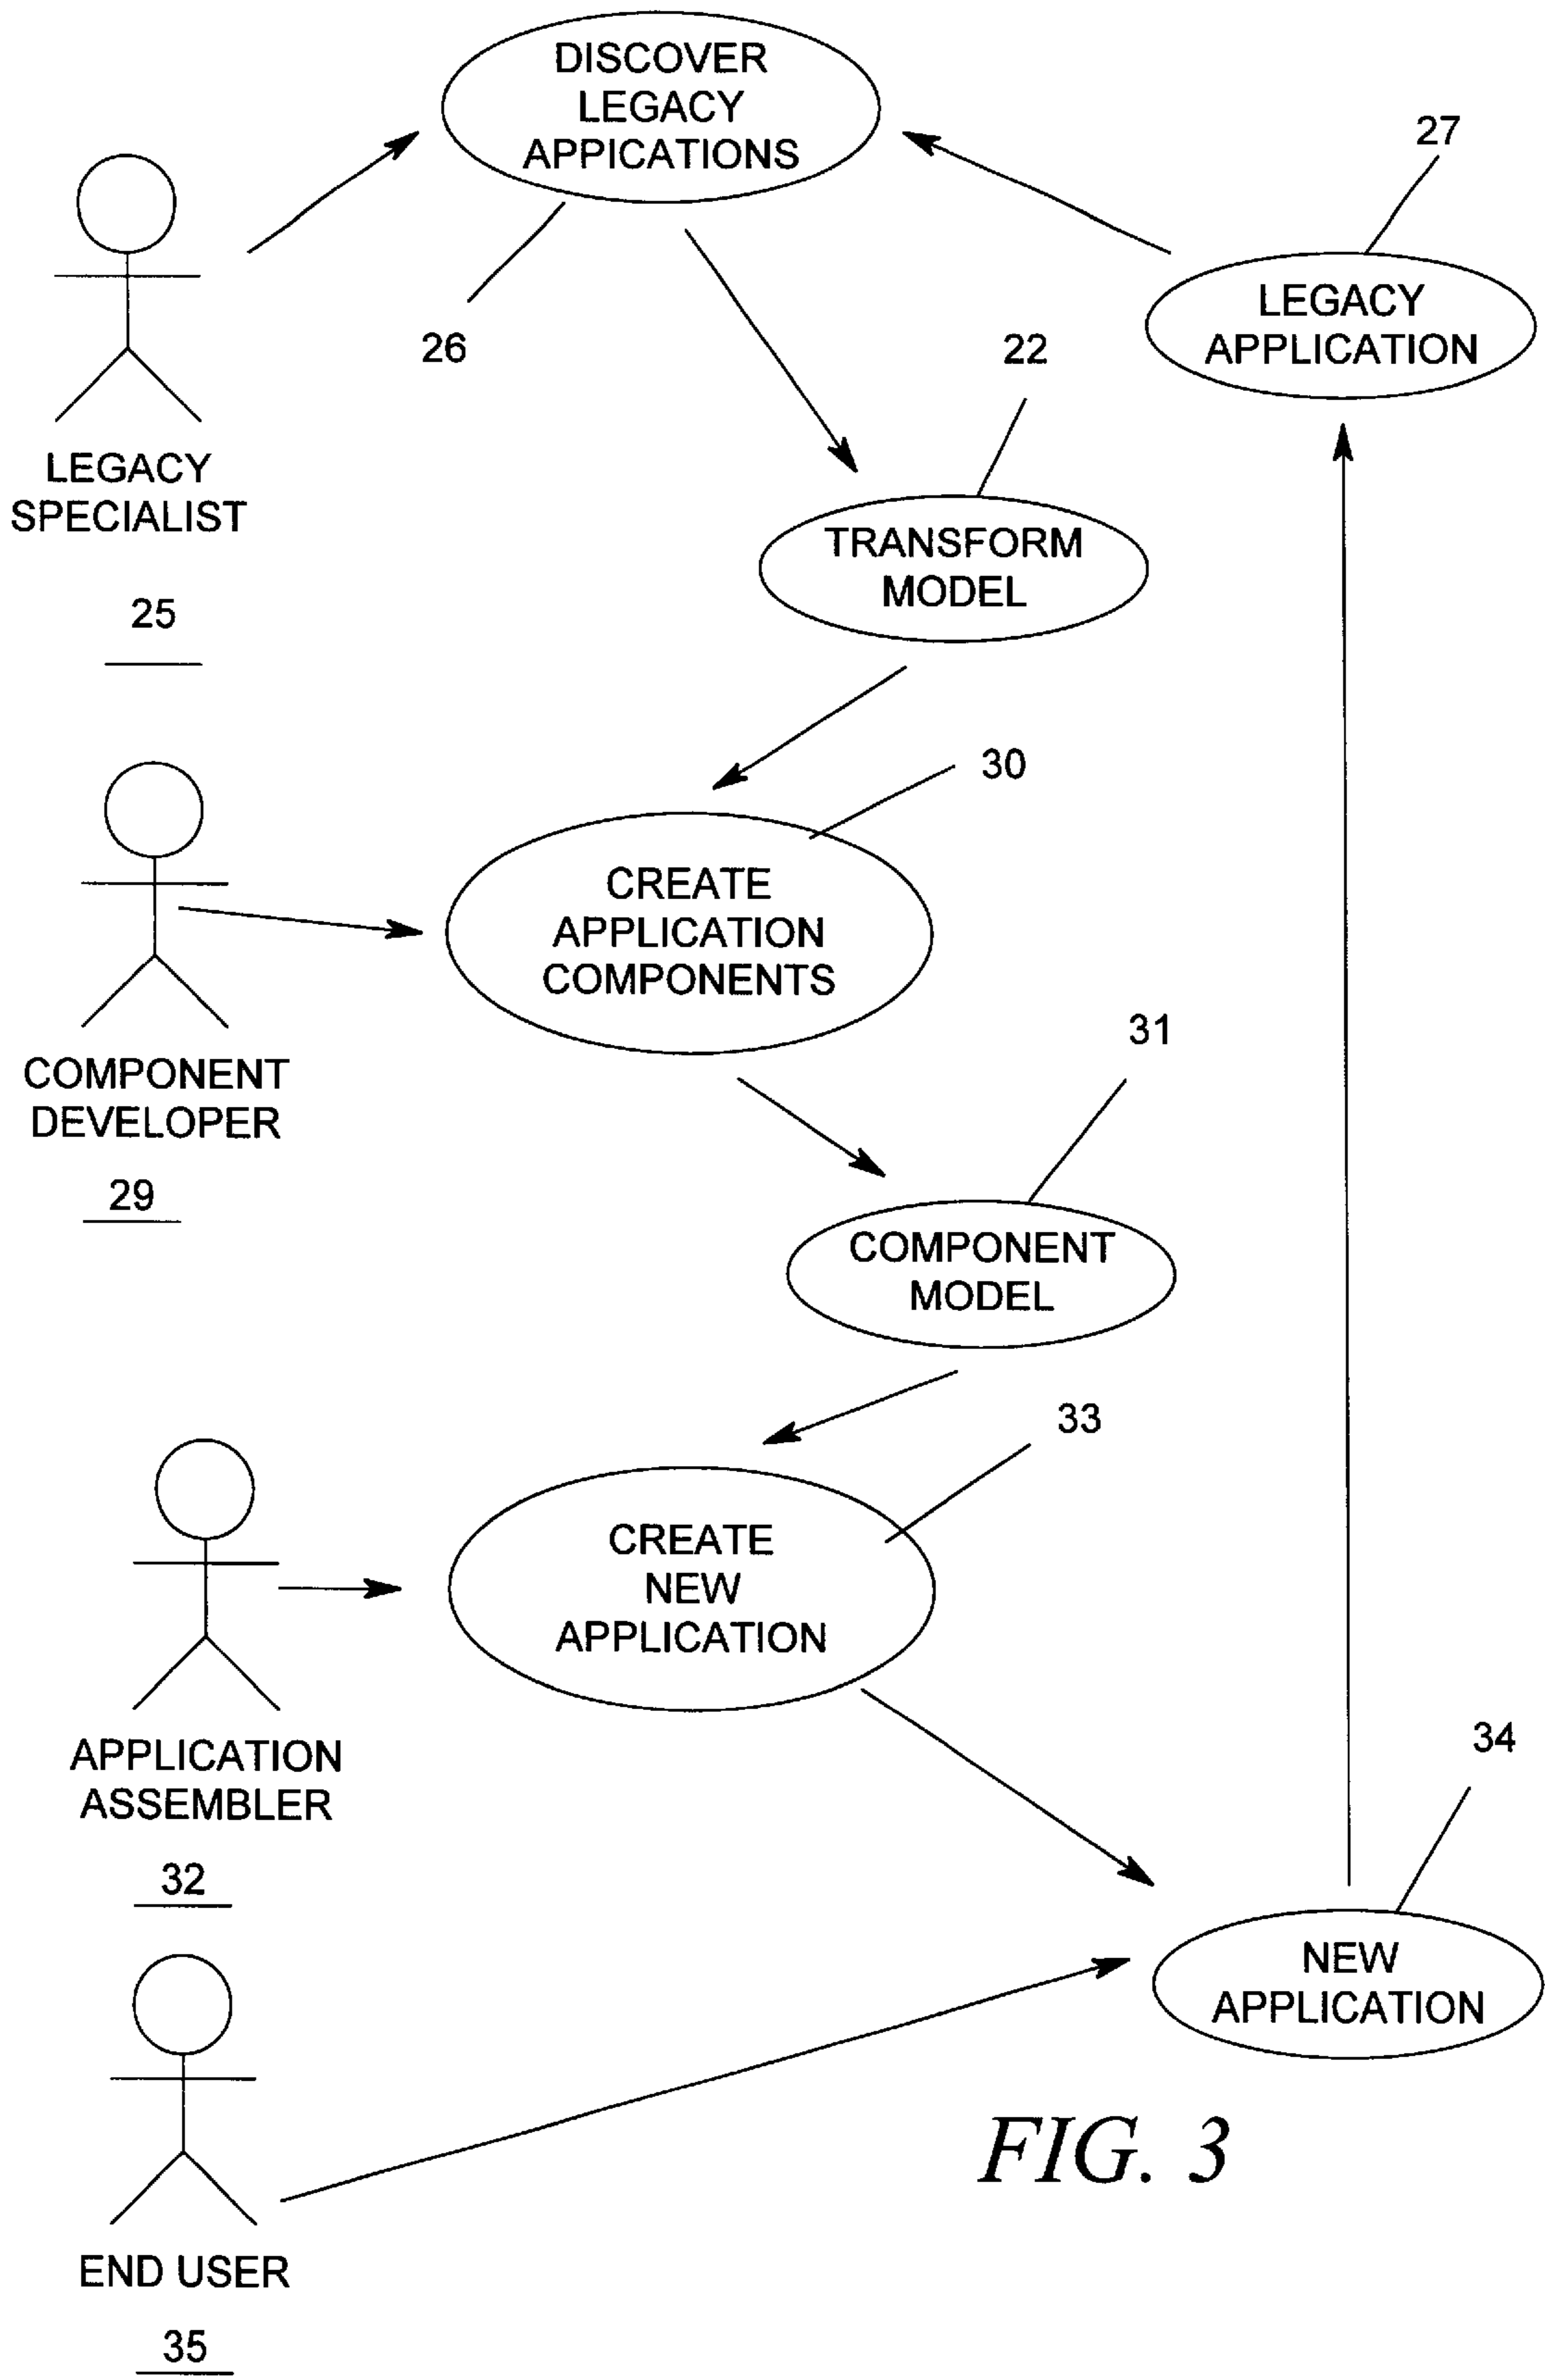 DISCOVER
LEGACY
APPICATIONS
27
LEGACY
APPLICATION
26
22
LEGACY
SPECIALIST
25
TRANSFORM
MODEL
30
CREATE
APPLICATION
COMPONENTS
COMPONENT
DEVELOPER
29
31
COMPONENT
MODEL
33
CREATE
NEW
APPLICATION
APPLICATION
ASSEMBLER
32
34
NEW
APPLICATION
FIG. 3
END USER
35